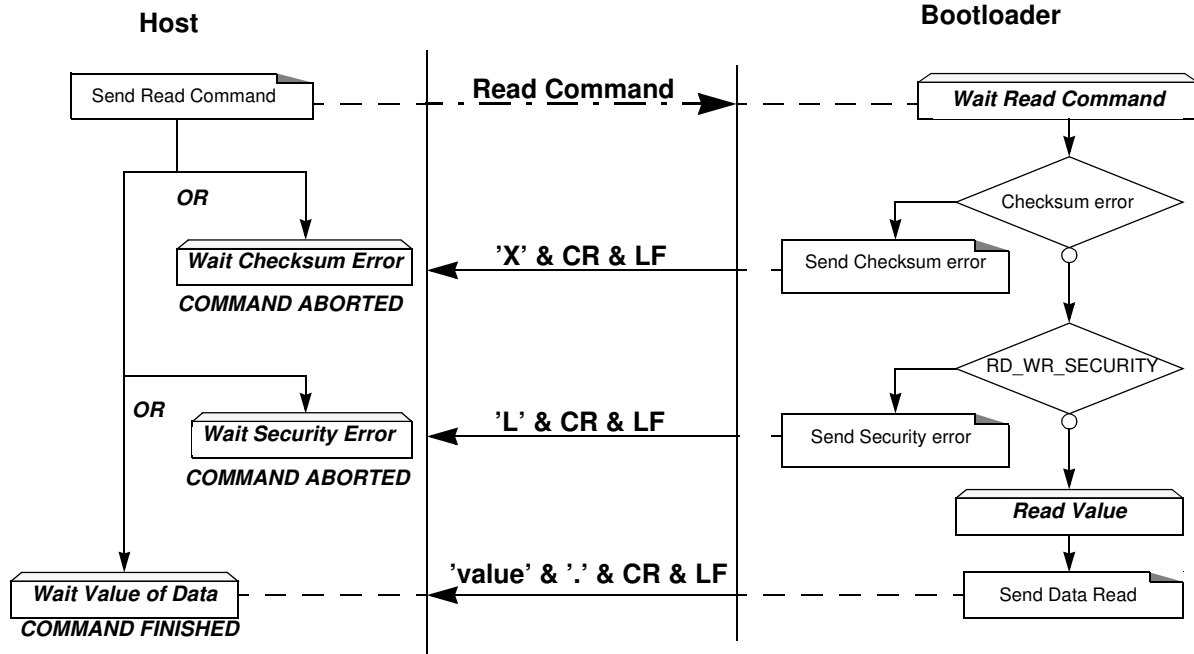 Host
Bootloader
Send Read Command
Read Command
Wait Read Command
OR
Checksum error
Wait Checksum Error
'X' & CR & LF
Send Checksum error
COMMAND ABORTED
RD_WR_SECURITY
OR
Wait Security Error
'L' & CR & LF
Send Security error
COMMAND ABORTED
Read Value
'value' & '.' & CR & LF
Wait Value of Data
Send Data Read
COMMAND FINISHED